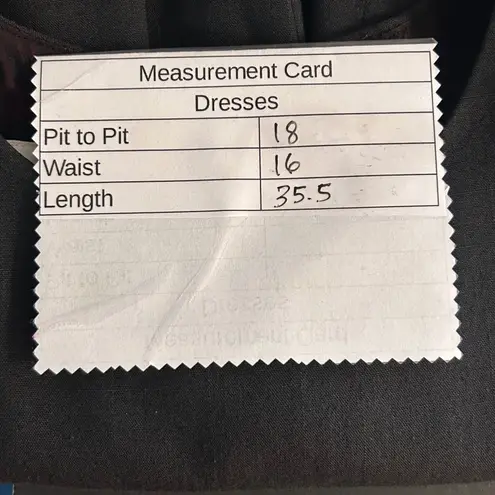 Measurement Card
Dresses
Pit to Pit 18
Waist 16
Length 35.5